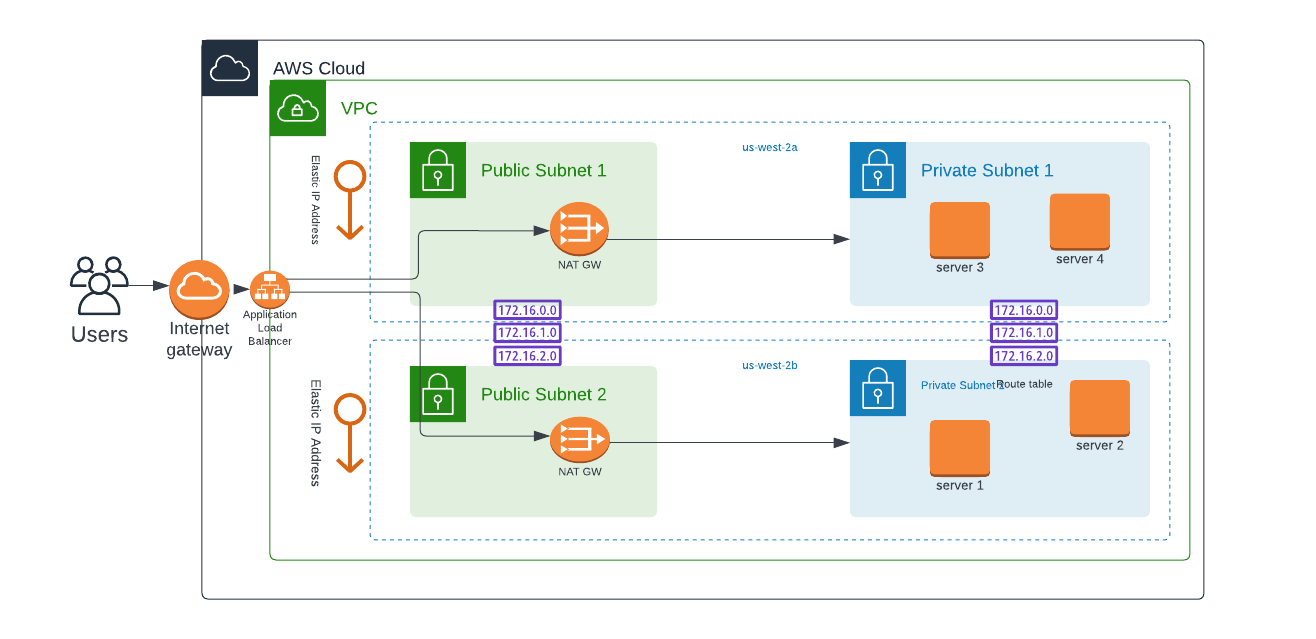 AWS Cloud
VPC
us-west-2a
Elastic IP Address
Public Subnet 1
Private Subnet 1
NAT GW
server 3
server 4
Users
Internet
gateway
Application
Load
Balancer
172.16.0.0
172.16.1.0
172.16.2.0
172.16.0.0
172.16.1.0
172.16.2.0
Route table
us-west-2b
Elastic IP Address
Public Subnet 2
Private Subnet 2
NAT GW
server 2
server 1